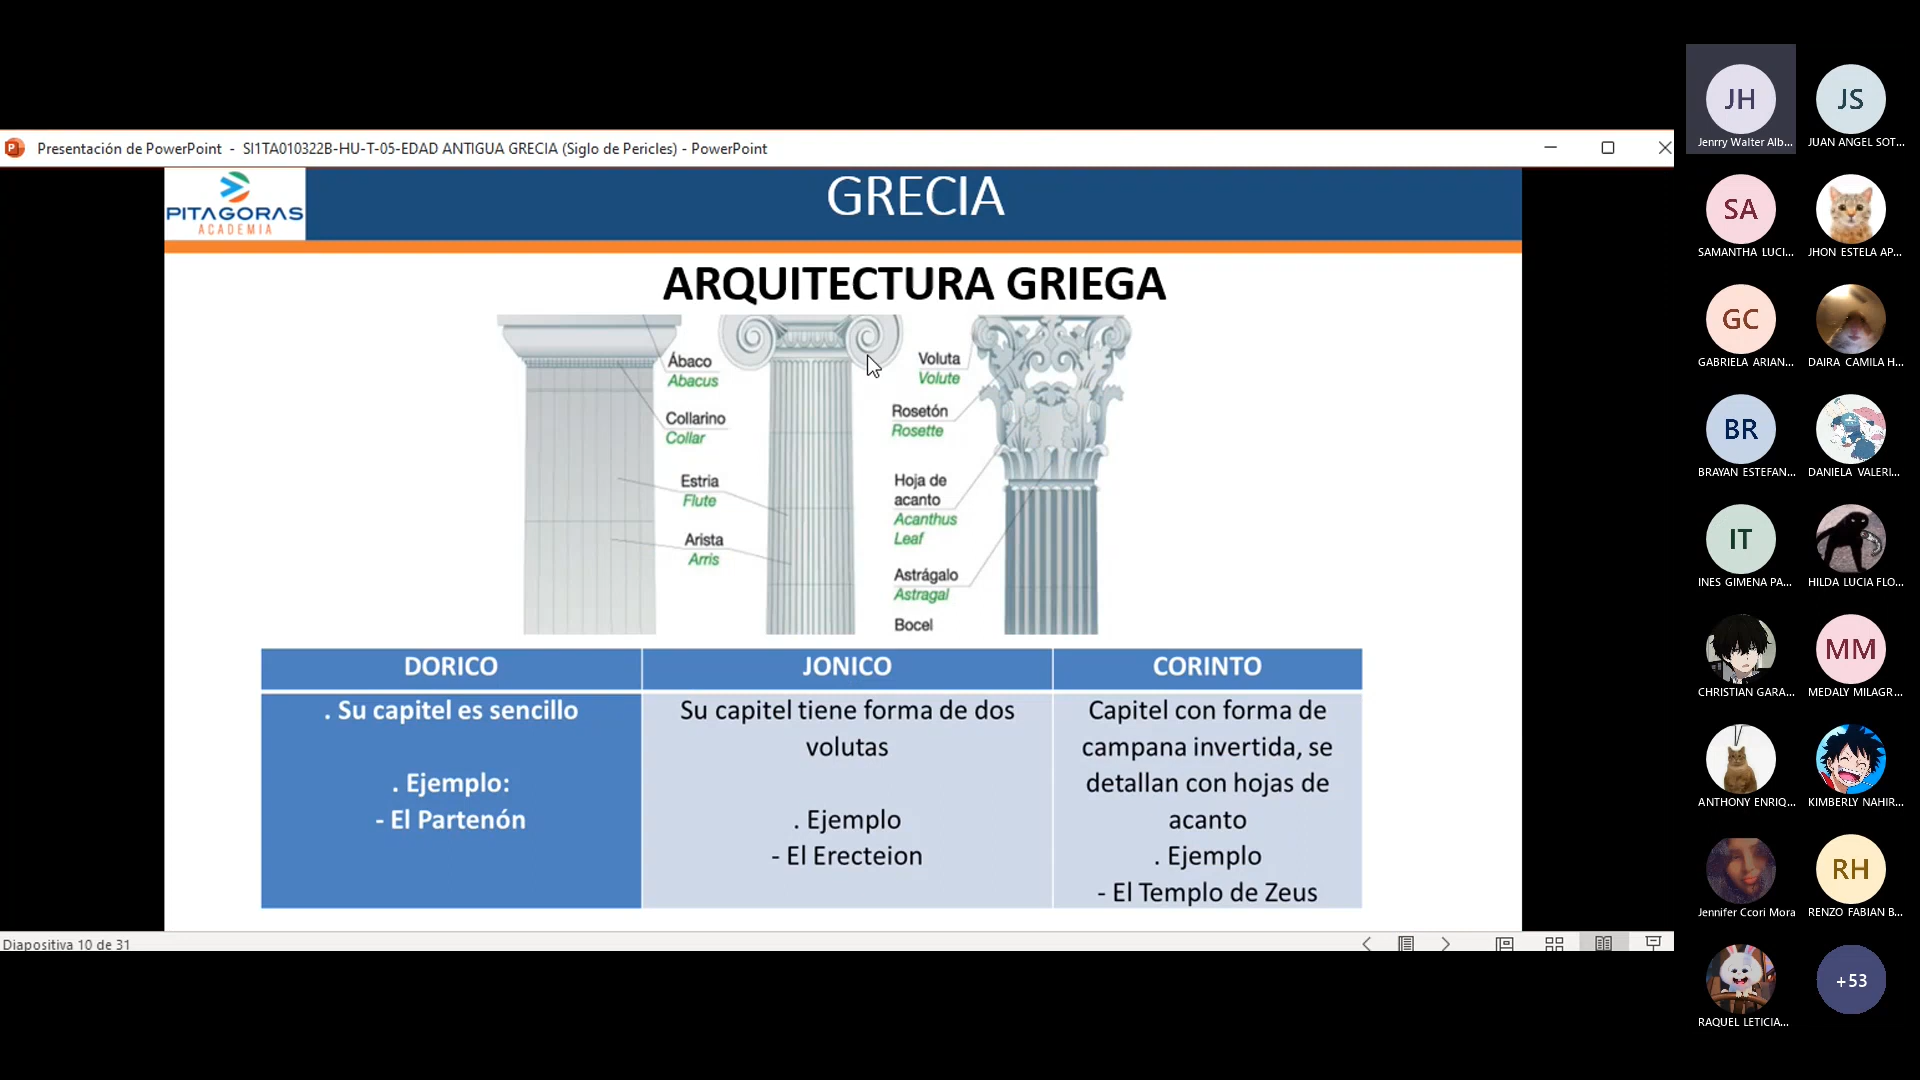 Presentación de PowerPoint - SI1TA010322B-HU-T-05-EDAD ANTIGUA GRECIA (Siglo de Pericles) - PowerPoint
PITAGORAS
ACADEMIA
GRECIA
ARQUITECTURA GRIEGA
Ábaco
Abacus
Collarino
Collar
Estria
Flute
Arista
Arris
Voluta
Volute
Rosetón
Rosette
Hoja de
acanto
Acanthus
Leaf
Astrágalo
Astragal
Bocel
DORICO
. Su capitel es sencillo
. Ejemplo:
- El Partenón
JONICO
Su capitel tiene forma de dos
volutas
. Ejemplo
- El Erecteion
CORINTO
Capitel con forma de
campana invertida, se
detallan con hojas de
acanto
. Ejemplo
- El Templo de Zeus
Diapositiva 10 de 31
JH
Jenrry Walter Alb...
JS
JUAN ANGEL SOT...
SA
SAMANTHA LUCI...
JHON ESTELA AP...
GC
GABRIELA ARIAN...
DAIRA CAMILA H...
BR
BRAYAN ESTEFAN...
DANIELA VALERI...
IT
INES GIMENA PA...
HILDA LUCIA FLO...
CHRISTIAN GARA...
MM
MEDALY MILAGR...
ANTHONY ENRIQ...
KIMBERLY NAHIR...
Jennifer Ccori Mora
RH
RENZO FABIAN B...
RAQUEL LETICIA...
+53